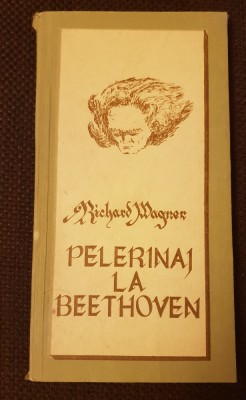 Richard Wagner
PELERINAJ
LA
BEETHOVEN